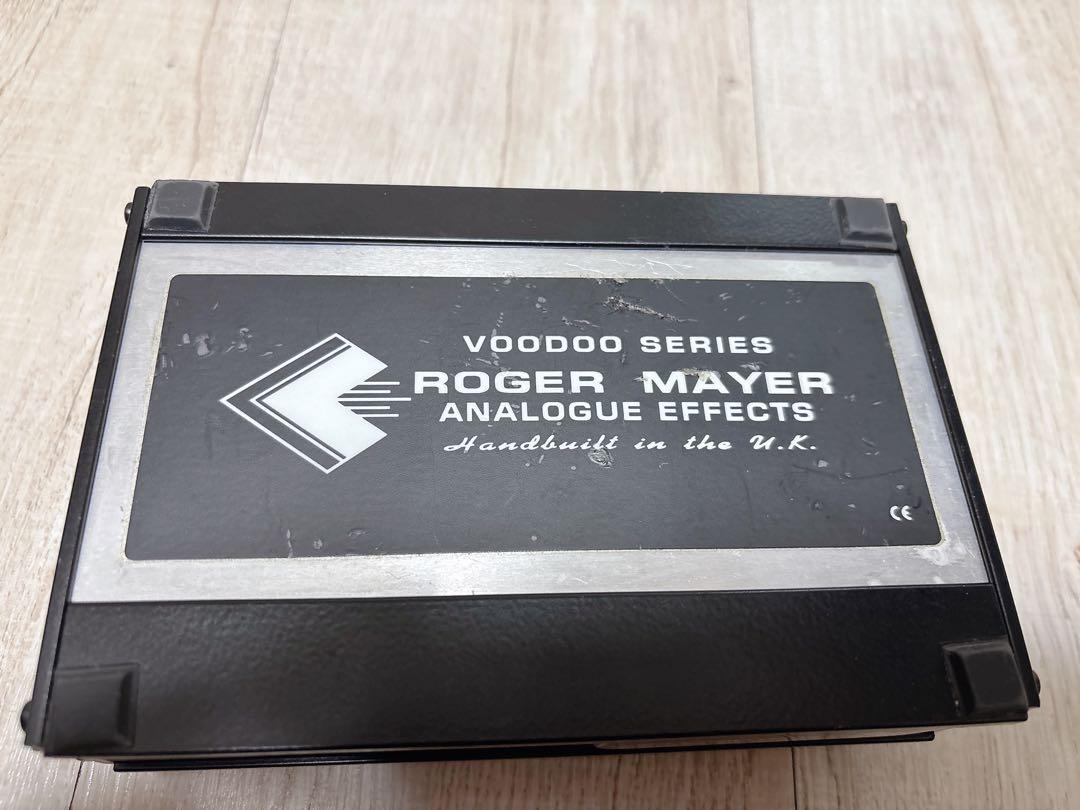 VOODOO SERIES
ROGER MAYER
ANALOGUE EFFECTS
Handbuilt in the U.K.
CE